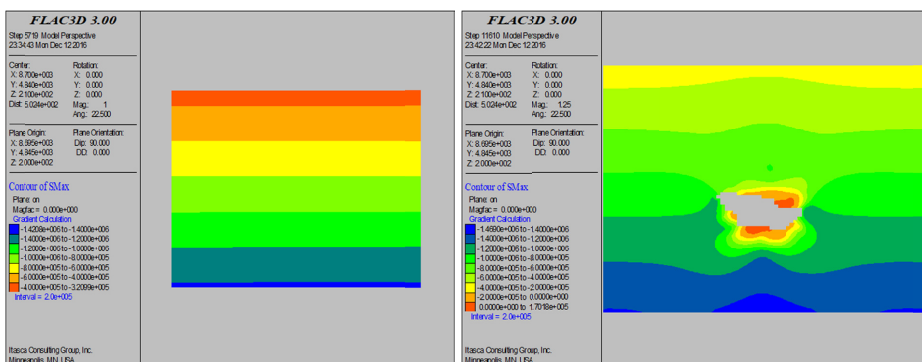 FLAC3D 3.00
Step 5719 Model Perspective
23:34:43 Mon Dec 12 2016
Center: Rotation:
X: 8.700e+003 X: 0.000
Y: 4.840e+003 Y: 0.000
Z: 2.100e+002 Z: 0.000
Dist: 5.024e+002 Mag.: 1
Ang.: 22.500
Plane Origin: Plane Orientation:
X: 8.695e+003 Dip: 90.000
Y: 4.845e+003 DD: 0.000
Z: 2.000e+002
Contour of SMax
Plane: on
Magfac = 0.000e+000
Gradient Calculation
-1.4208e+006 to -1.4000e+006
-1.4000e+006 to -1.2000e+006
-1.2000e+006 to -1.0000e+006
-1.0000e+006 to -8.0000e+005
-8.0000e+005 to -6.0000e+005
-6.0000e+005 to -4.0000e+005
-4.0000e+005 to -3.2099e+005
Interval = 2.0e+005
Itasca Consulting Group, Inc.
Minneapolis, MN USA
FLAC3D 3.00
Step 11610 Model Perspective
23:42:22 Mon Dec 12 2016
Center: Rotation:
X: 8.700e+003 X: 0.000
Y: 4.840e+003 Y: 0.000
Z: 2.100e+002 Z: 0.000
Dist: 5.024e+002 Mag.: 1.25
Ang.: 22.500
Plane Origin: Plane Orientation:
X: 8.695e+003 Dip: 90.000
Y: 4.845e+003 DD: 0.000
Z: 2.000e+002
Contour of SMax
Plane: on
Magfac = 0.000e+000
Gradient Calculation
-1.4690e+006 to -1.4000e+006
-1.4000e+006 to -1.2000e+006
-1.2000e+006 to -1.0000e+006
-1.0000e+006 to -8.0000e+005
-8.0000e+005 to -6.0000e+005
-6.0000e+005 to -4.0000e+005
-4.0000e+005 to -2.0000e+005
-2.0000e+005 to 0.0000e+000
0.0000e+000 to 1.7018e+005
Interval = 2.0e+005
Itasca Consulting Group, Inc.
Minneapolis, MN USA